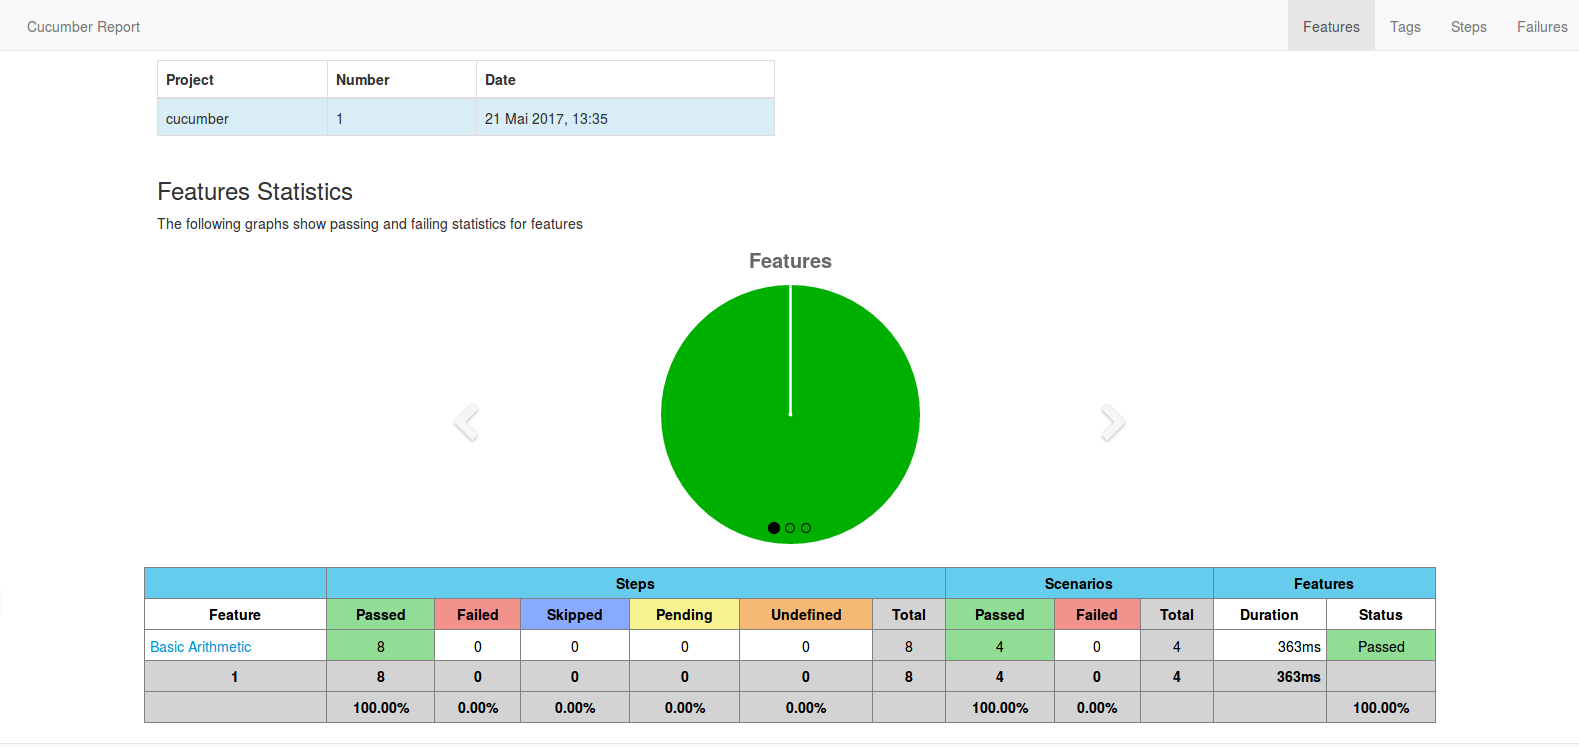 Cucumber Report Features Tags Steps Failures
Project Number Date
cucumber 1 21 Mai 2017, 13:35
Features Statistics
The following graphs show passing and failing statistics for features
Features
Steps Scenarios Features
Feature Passed Failed Skipped Pending Undefined Total Passed Failed Total Duration Status
Basic Arithmetic 8 0 0 0 0 8 4 0 4 363ms Passed
1 8 0 0 0 0 8 4 0 4 363ms
100.00% 0.00% 0.00% 0.00% 0.00% 100.00% 0.00% 100.00%